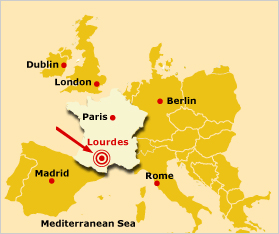 Dublin
London
Berlin
Paris
Lourdes
Madrid
Rome
Mediterranean Sea